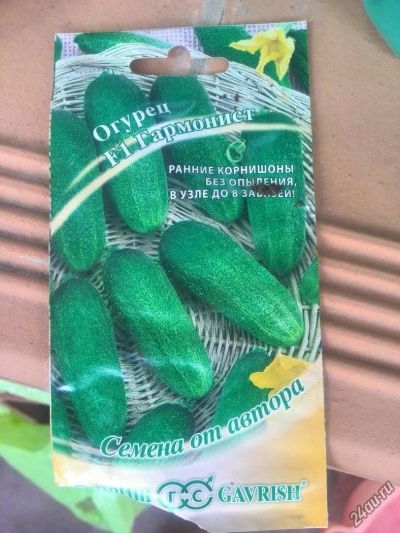 Огурец
F1 Гармонист
РАННИЕ КОРНИШОНЫ
БЕЗ ОПЫЛЕНИЯ,
В УЗЛЕ ДО 8 ЗАВЯЗЕЙ!
Семена от автора
GAVRISH®
24au.ru